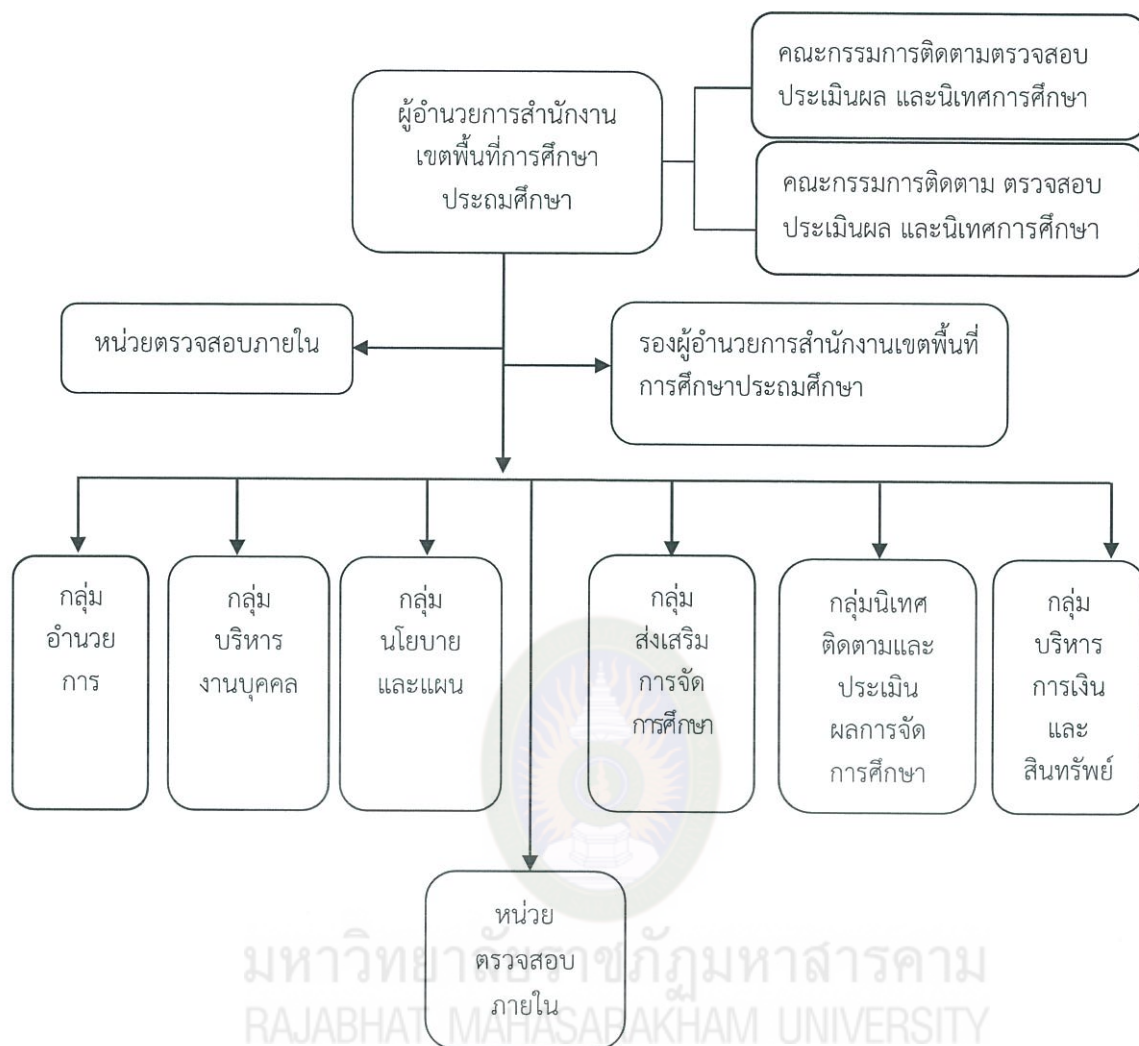 คณะกรรมการติดตามตรวจสอบ
ประเมินผล และนิเทศการศึกษา
ผู้อำนวยการสำนักงาน
เขตพื้นที่การศึกษา
ประถมศึกษา
คณะกรรมการติดตาม ตรวจสอบ
ประเมินผล และนิเทศการศึกษา
หน่วยตรวจสอบภายใน
รองผู้อำนวยการสำนักงานเขตพื้นที่
การศึกษาประถมศึกษา
กลุ่ม
อำนวย
การ
กลุ่ม
บริหาร
งานบุคคล
กลุ่ม
นโยบาย
และแผน
กลุ่ม
ส่งเสริม
การจัด
การศึกษา
กลุ่มนิเทศ
ติดตามและ
ประเมิน
ผลการจัด
การศึกษา
กลุ่ม
บริหาร
การเงิน
และ
สินทรัพย์
หน่วย
ตรวจสอบ
ภายใน
มหาวิทยาลัยราชภัฏมหาสารคาม
RAJABHAT MAHASARAKHAM UNIVERSITY